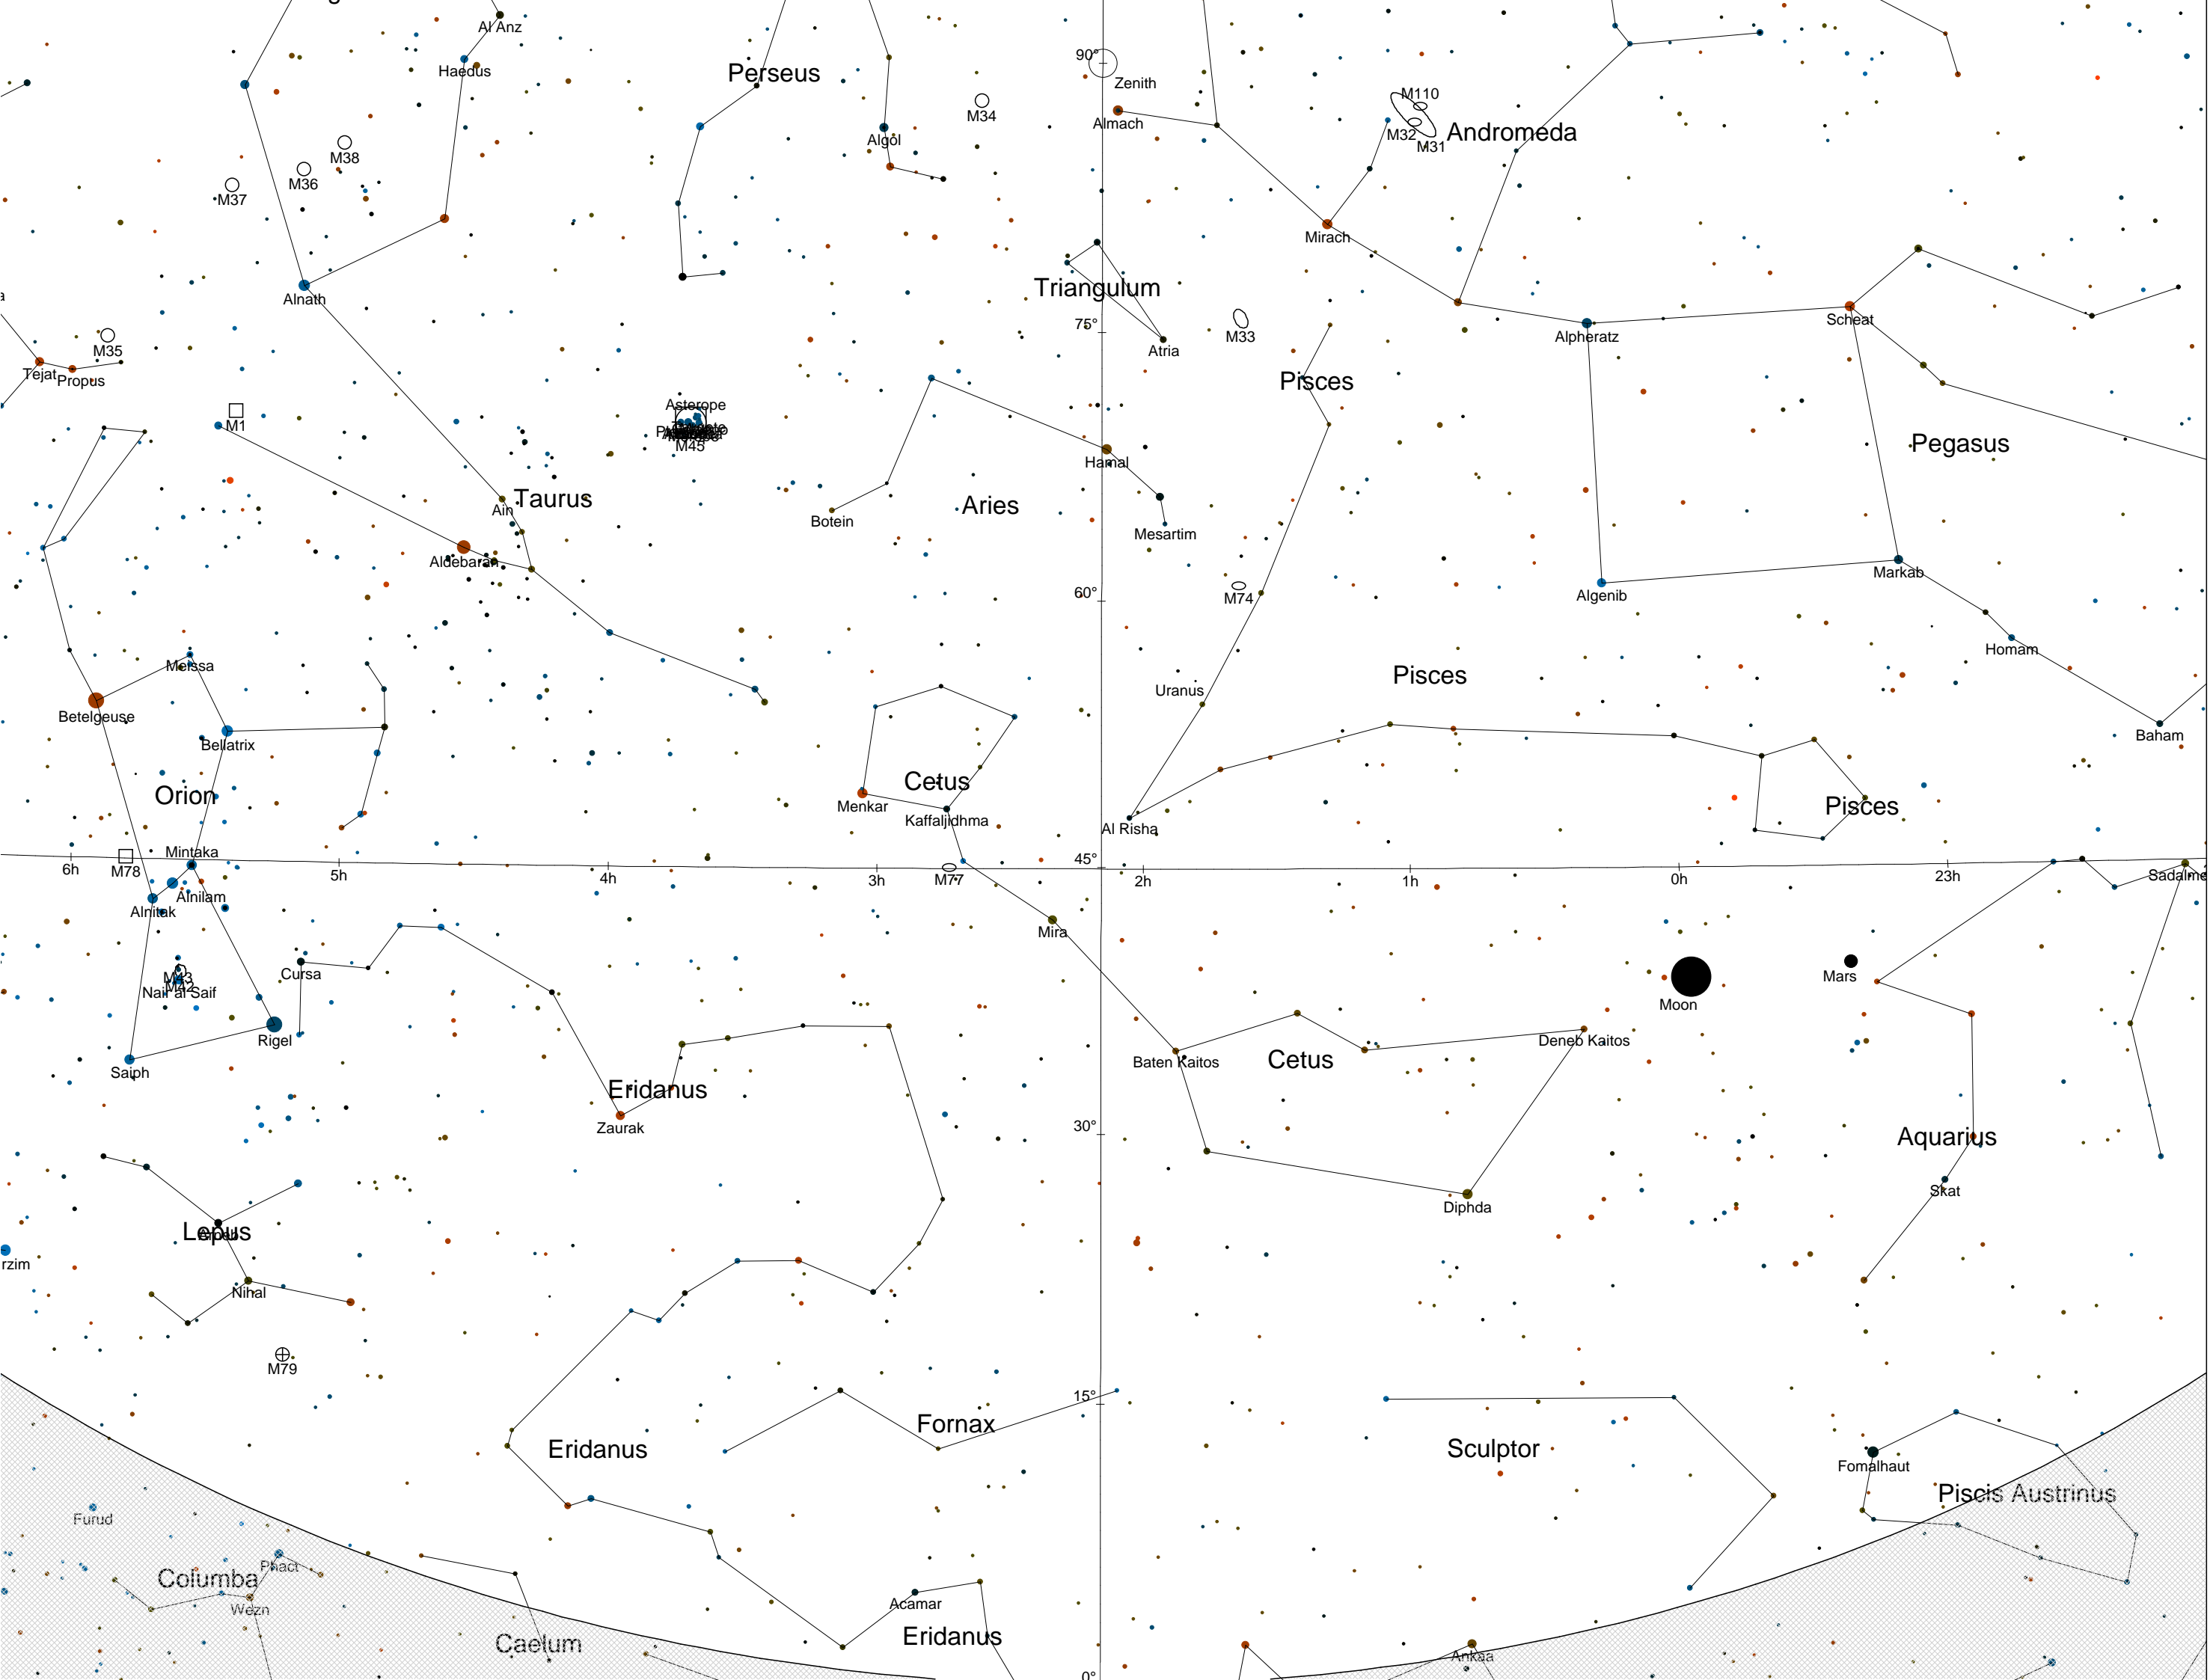 Al Anz
Haedus
Perseus
90°
Zenith
M34
Almach
M110
Andromeda
M32
M31
Algol
M38
M36
M37
Mirach
Alnath
Triangulum
75°
M33
Scheat
Alpheratz
Atria
M35
Tejat
Propus
Pisces
M1
Asterope
M45
Hamal
Pegasus
Taurus
Ain
Aries
Botein
Mesartim
Aldebaran
Markab
60°
M74
Algenib
Homam
Meissa
Pisces
Uranus
Betelgeuse
Bellatrix
Baham
Cetus
Orion
Menkar
Kaffaljidhma
Al Risha
Pisces
Mintaka
45°
6h
M78
5h
4h
3h
M77
2h
1h
0h
23h
Sadalme
Alnilam
Alnitak
Mira
M43
M42
Nair al Saif
Cursa
Mars
Moon
Rigel
Deneb Kaitos
Saiph
Baten Kaitos
Cetus
Eridanus
Zaurak
30°
Aquarius
Skat
Diphda
Lepus
rzim
Nihal
M79
15°
Fornax
Eridanus
Sculptor
Fomalhaut
Piscis Austrinus
Furud
Phact
Columba
Wezn
Acamar
Caelum
Eridanus
Ankaa
0°